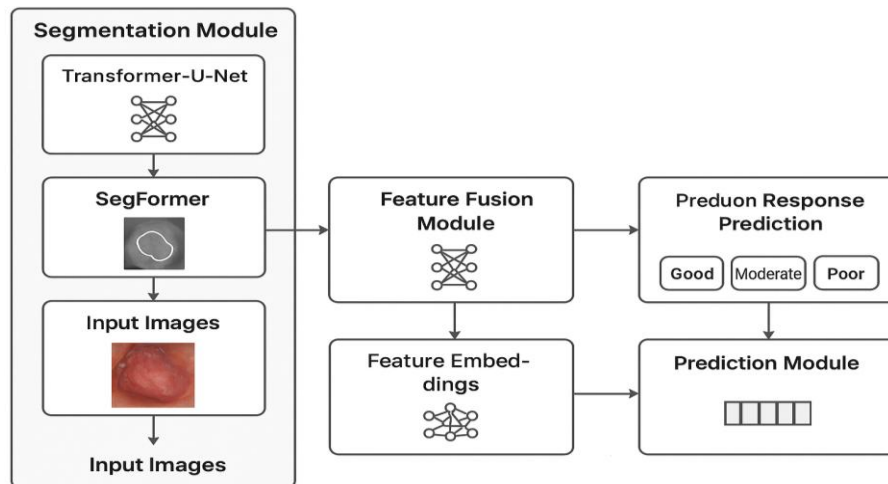 Segmentation Module
Transformer-U-Net
SegFormer
Input Images
Input Images
Feature Fusion
Module
Feature Embed-
dings
Preduon Response
Prediction
Good
Moderate
Poor
Prediction Module